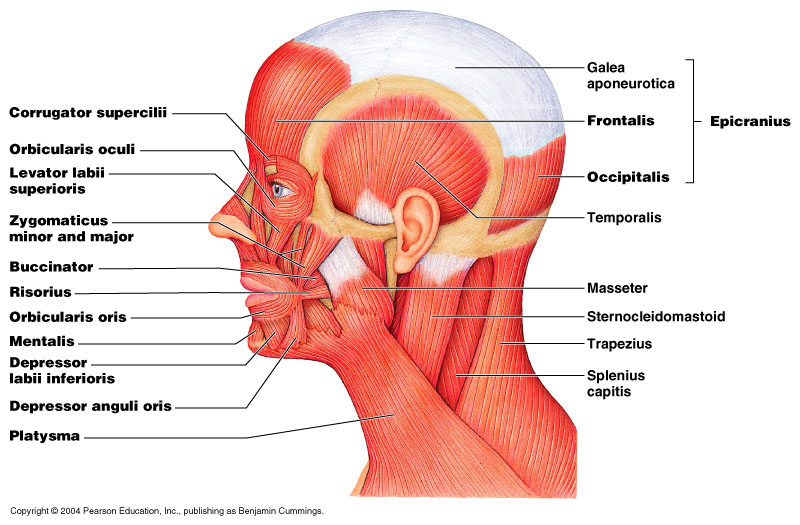 Corrugator supercilii
Orbicularis oculi
Levator labii
superioris
Zygomaticus
minor and major
Buccinator
Risorius
Orbicularis oris
Mentalis
Depressor
labii inferioris
Depressor anguli oris
Platysma
Galea
aponeurotica
Frontalis
Epicranius
Occipitalis
Temporalis
Masseter
Sternocleidomastoid
Trapezius
Splenius
capitis
Copyright © 2004 Pearson Education, Inc., publishing as Benjamin Cummings.